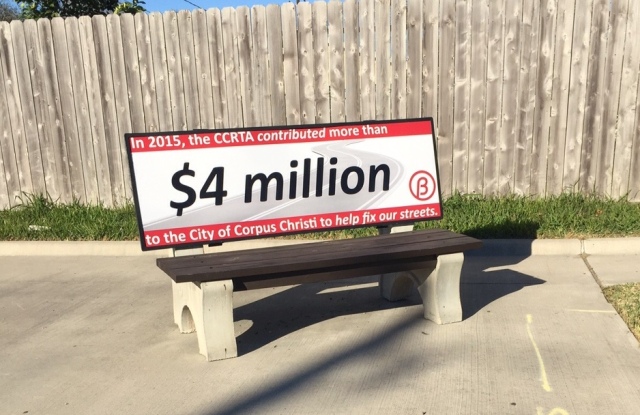 In 2015, the CCRTA contributed more than
$4 million
to the City of Corpus Christi to help fix our streets.